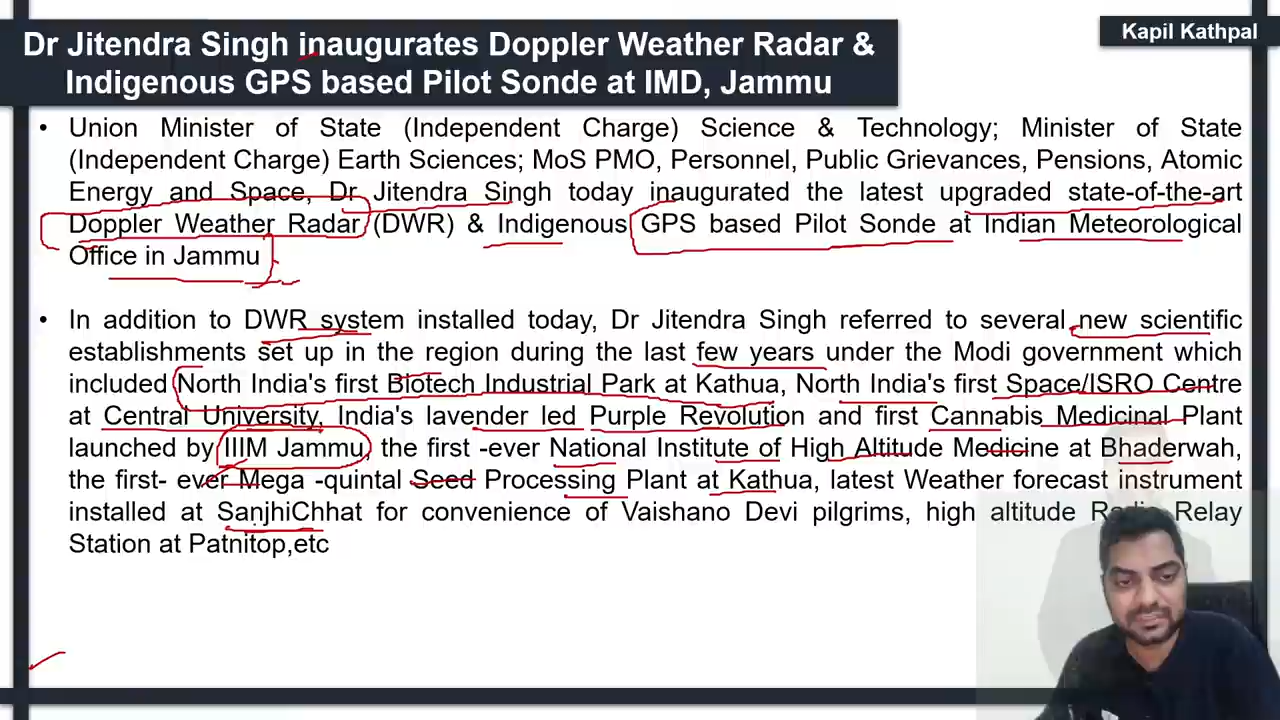 Dr Jitendra Singh inaugurates Doppler Weather Radar &
Indigenous GPS based Pilot Sonde at IMD, Jammu
Kapil Kathpal
• Union Minister of State (Independent Charge) Science & Technology; Minister of State
(Independent Charge) Earth Sciences; MoS PMO, Personnel, Public Grievances, Pensions, Atomic
Energy and Space, Dr Jitendra Singh today inaugurated the latest upgraded state-of-the-art
Doppler Weather Radar (DWR) & Indigenous GPS based Pilot Sonde at Indian Meteorological
Office in Jammu
• In addition to DWR system installed today, Dr Jitendra Singh referred to several new scientific
establishments set up in the region during the last few years under the Modi government which
included North India's first Biotech Industrial Park at Kathua, North India's first Space/ISRO Centre
at Central University, India's lavender led Purple Revolution and first Cannabis Medicinal Plant
launched by IIIM Jammu, the first -ever National Institute of High Altitude Medicine at Bhaderwah,
the first- ever Mega -quintal Seed Processing Plant at Kathua, latest Weather forecast instrument
installed at SanjhiChhat for convenience of Vaishano Devi pilgrims, high altitude Radio Relay
Station at Patnitop,etc